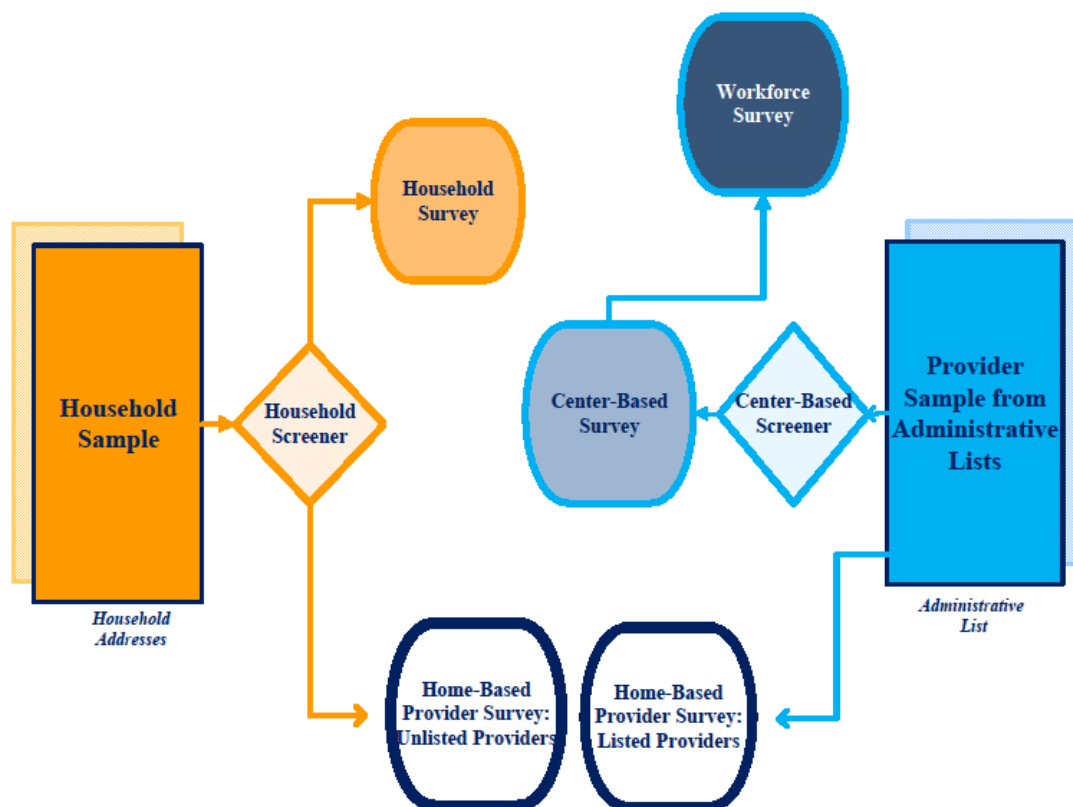 Workforce
Survey
Household
Survey
Household
Sample
Household
Screener
Center-Based
Survey
Center-Based
Screener
Provider
Sample from
Administrative
Lists
Household
Addresses
Administrative
List
Home-Based
Provider Survey:
Unlisted Providers
Home-Based
Provider Survey:
Listed Providers